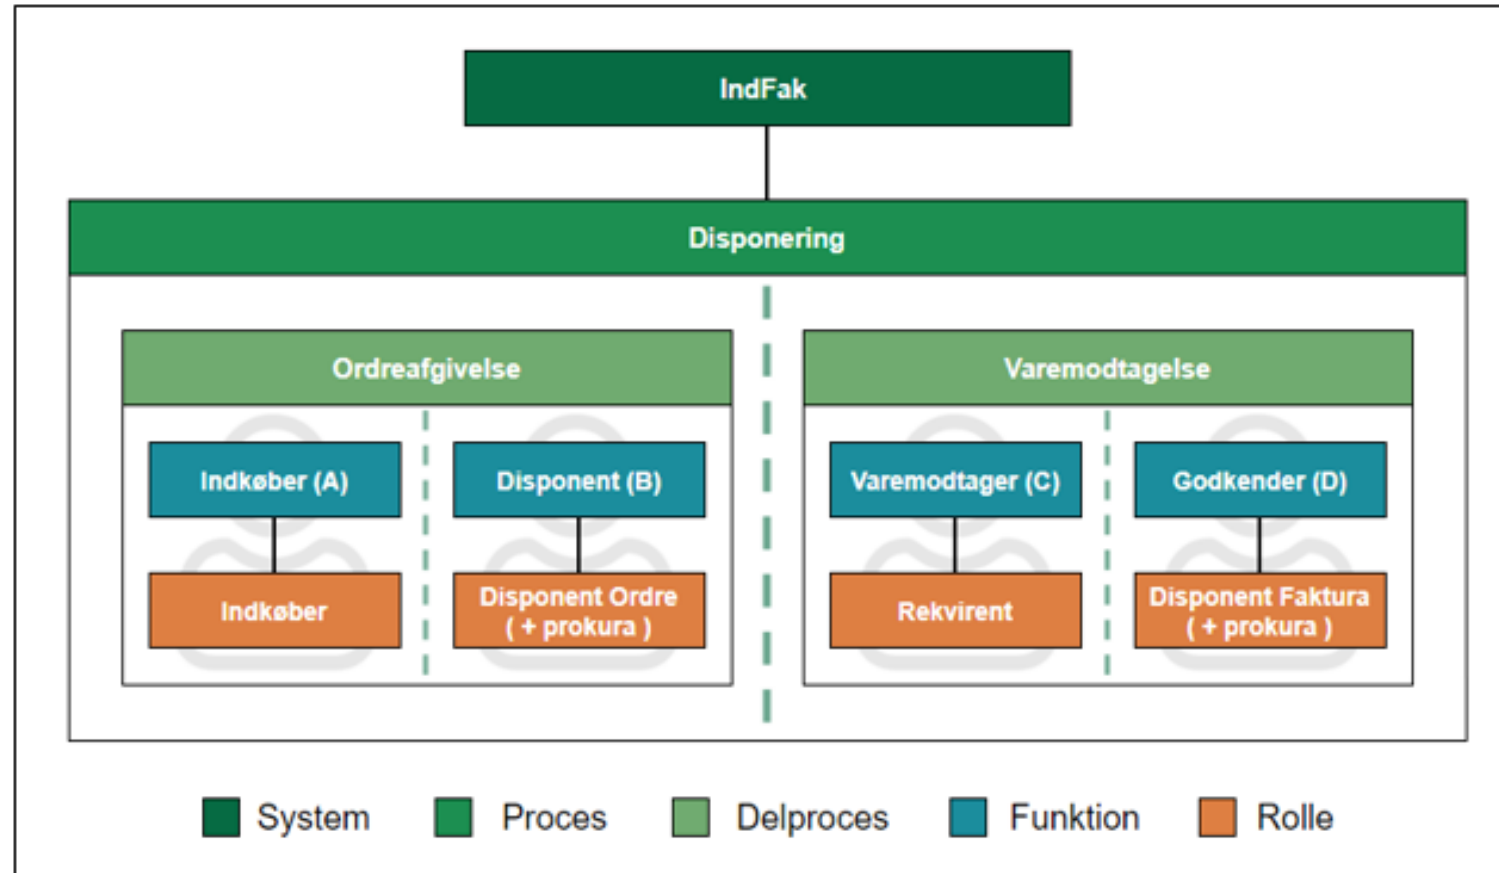 IndFak
Disponering
Ordreafgivelse
Indkøber (A)
Disponent (B)
Indkøber
Disponent Ordre
( + prokura )
Varemodtagelse
Varemodtager (C)
Godkender (D)
Rekvirent
Disponent Faktura
( + prokura )
System
Proces
Delproces
Funktion
Rolle